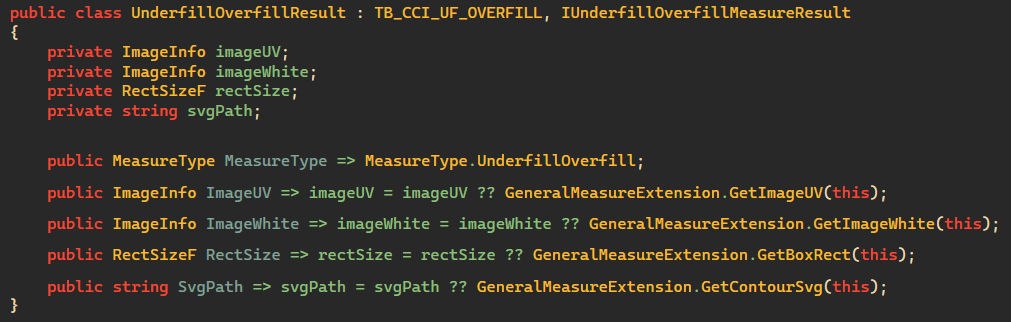 public class UnderfillOverfillResult : TB_CCI_UF_OVERFILL, IUnderfillOverfillMeasureResult
{
    private ImageInfo imageUV;
    private ImageInfo imageWhite;
    private RectSizeF rectSize;
    private string svgPath;
    public MeasureType MeasureType => MeasureType.UnderfillOverfill;
    public ImageInfo ImageUV => imageUV = imageUV ?? GeneralMeasureExtension.GetImageUV(this);
    public ImageInfo ImageWhite => imageWhite = imageWhite ?? GeneralMeasureExtension.GetImageWhite(this);
    public RectSizeF RectSize => rectSize = rectSize ?? GeneralMeasureExtension.GetBoxRect(this);
    public string SvgPath => svgPath = svgPath ?? GeneralMeasureExtension.GetContourSvg(this);
}